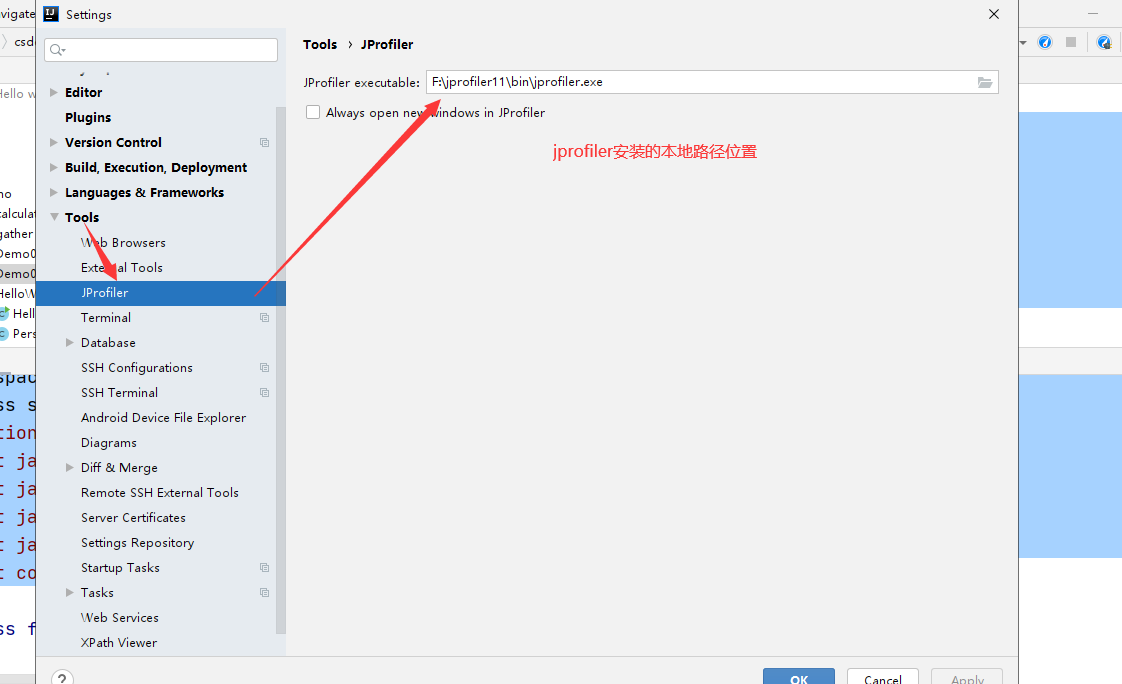 Settings
Tools › JProfiler
JProfiler executable:
F:\jprofiler11\bin\jprofiler.exe
Always open new windows in JProfiler
jprofiler安装的本地路径位置
Editor
Plugins
Version Control
Build, Execution, Deployment
Languages & Frameworks
Tools
Web Browsers
External Tools
JProfiler
Terminal
Database
SSH Configurations
SSH Terminal
Android Device File Explorer
Diagrams
Diff & Merge
Remote SSH External Tools
Server Certificates
Settings Repository
Startup Tasks
Tasks
Web Services
XPath Viewer
?
OK
Cancel
Apply
vigate
csd
Hello w
no
calculat
gather
Demo0
Demo0
HelloW
Hell
Pers
spac
ss s
tion
t ja
t ja
t ja
t ja
t co
ss f